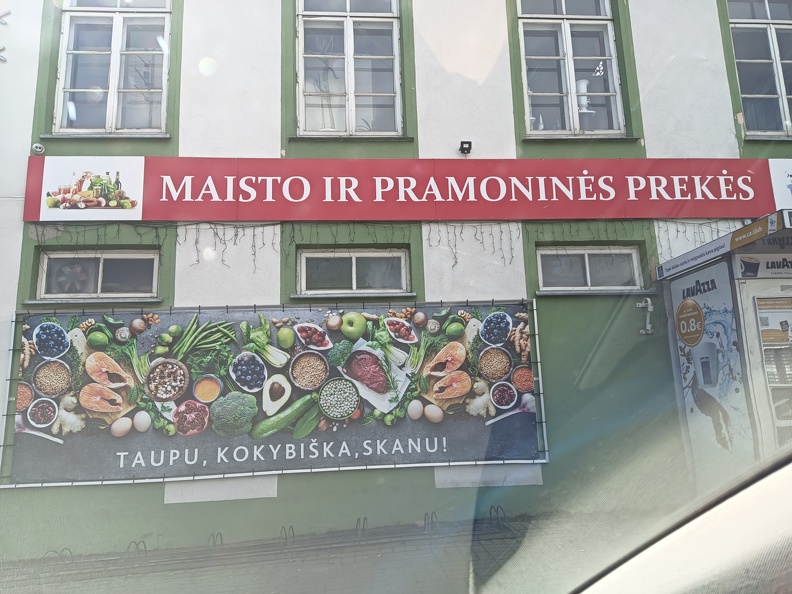 MAISTO IR PRAMONINĖS PREKĖS
TAUPU, KOKYBIŠKA,SKANU!
LAVAZZA
0.8€